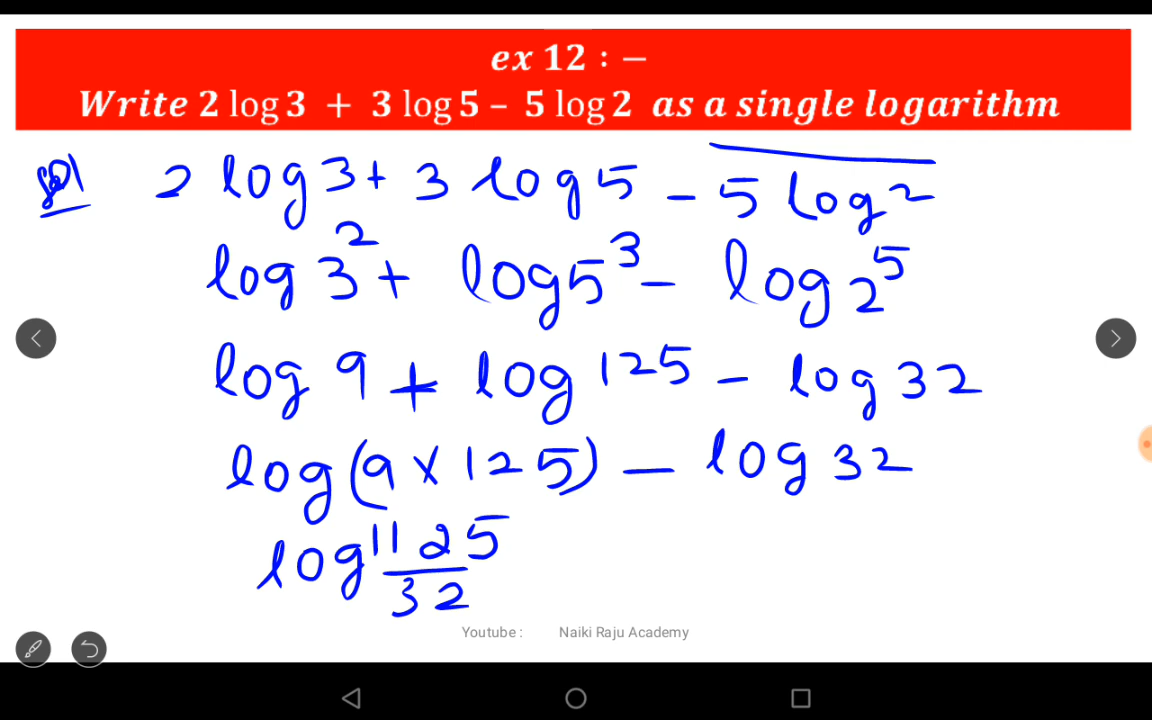 ex 12 : −
Write 2 log 3 + 3 log 5 – 5 log 2 as a single logarithm
Sol 2 log 3 + 3 log 5 – 5 log 2
log 3² + log 5³ – log 2⁵
log 9 + log 125 – log 32
log (9 × 125) – log 32
log 1125/32
Youtube : Naiki Raju Academy